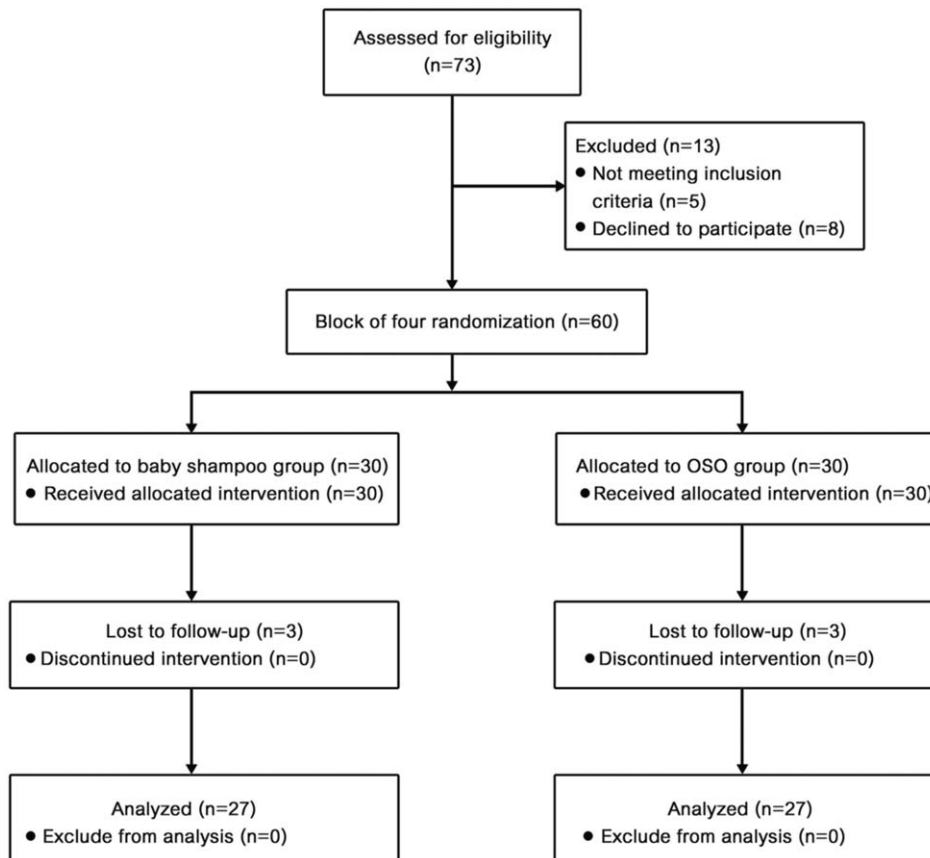 Assessed for eligibility
(n=73)
Excluded (n=13)
● Not meeting inclusion
criteria (n=5)
● Declined to participate (n=8)
Block of four randomization (n=60)
Allocated to baby shampoo group (n=30)
● Received allocated intervention (n=30)
Allocated to OSO group (n=30)
● Received allocated intervention (n=30)
Lost to follow-up (n=3)
● Discontinued intervention (n=0)
Lost to follow-up (n=3)
● Discontinued intervention (n=0)
Analyzed (n=27)
● Exclude from analysis (n=0)
Analyzed (n=27)
● Exclude from analysis (n=0)